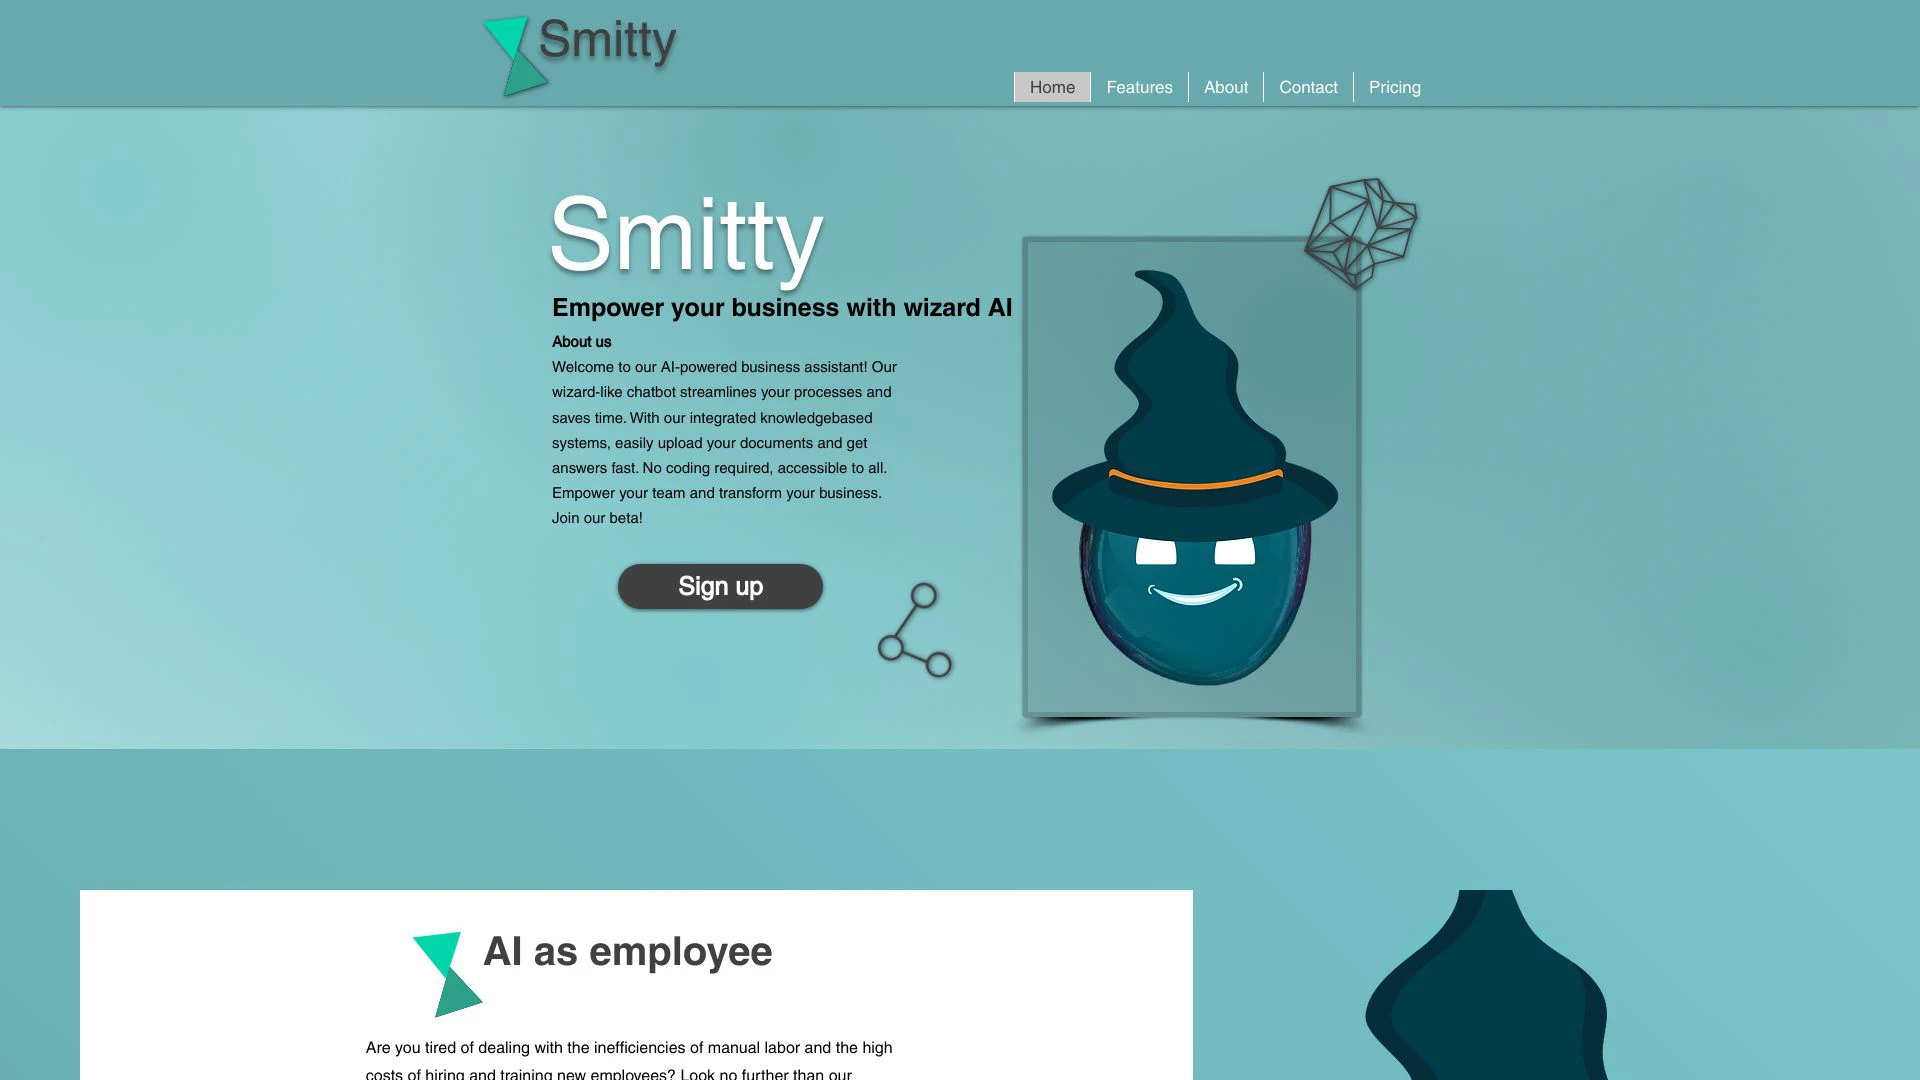 Smitty
Home
Features
About
Contact
Pricing
Smitty
Empower your business with wizard AI
About us
Welcome to our AI-powered business assistant! Our
wizard-like chatbot streamlines your processes and
saves time. With our integrated knowledgebased
systems, easily upload your documents and get
answers fast. No coding required, accessible to all.
Empower your team and transform your business.
Join our beta!
Sign up
AI as employee
Are you tired of dealing with the inefficiencies of manual labor and the high
costs of hiring and training new employees? Look no further than our